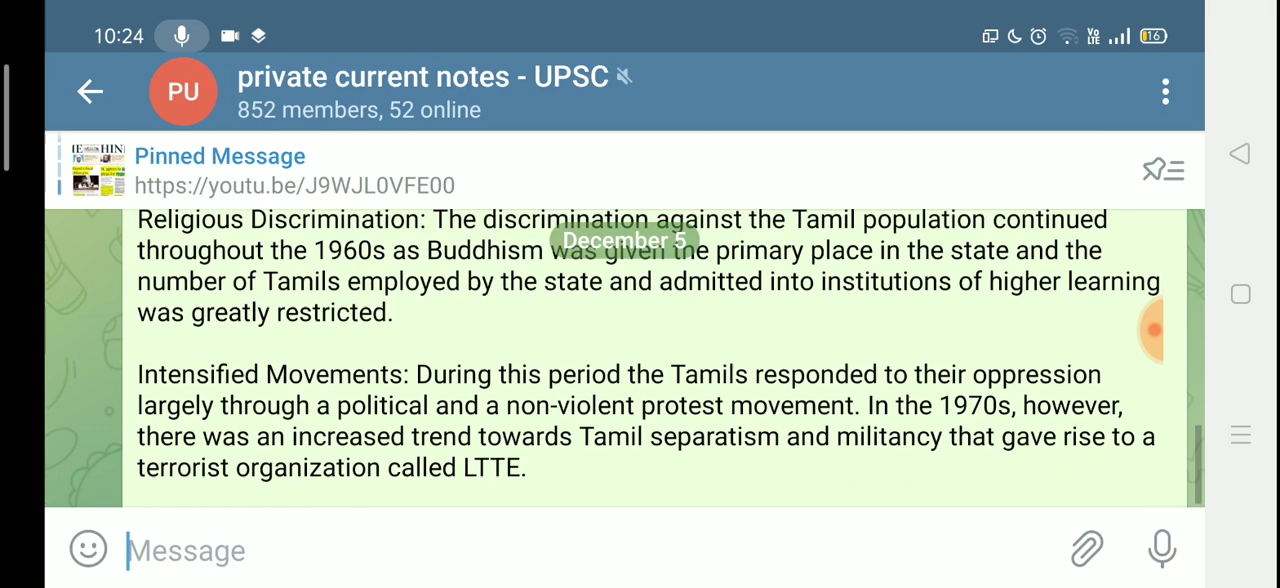 10:24
VO LTE
16
PU
private current notes - UPSC
852 members, 52 online
Pinned Message
https://youtu.be/J9WJL0VFE00
Religious Discrimination: The discrimination against the Tamil population continued
December 5
throughout the 1960s as Buddhism was given the primary place in the state and the
number of Tamils employed by the state and admitted into institutions of higher learning
was greatly restricted.
Intensified Movements: During this period the Tamils responded to their oppression
largely through a political and a non-violent protest movement. In the 1970s, however,
there was an increased trend towards Tamil separatism and militancy that gave rise to a
terrorist organization called LTTE.
Message